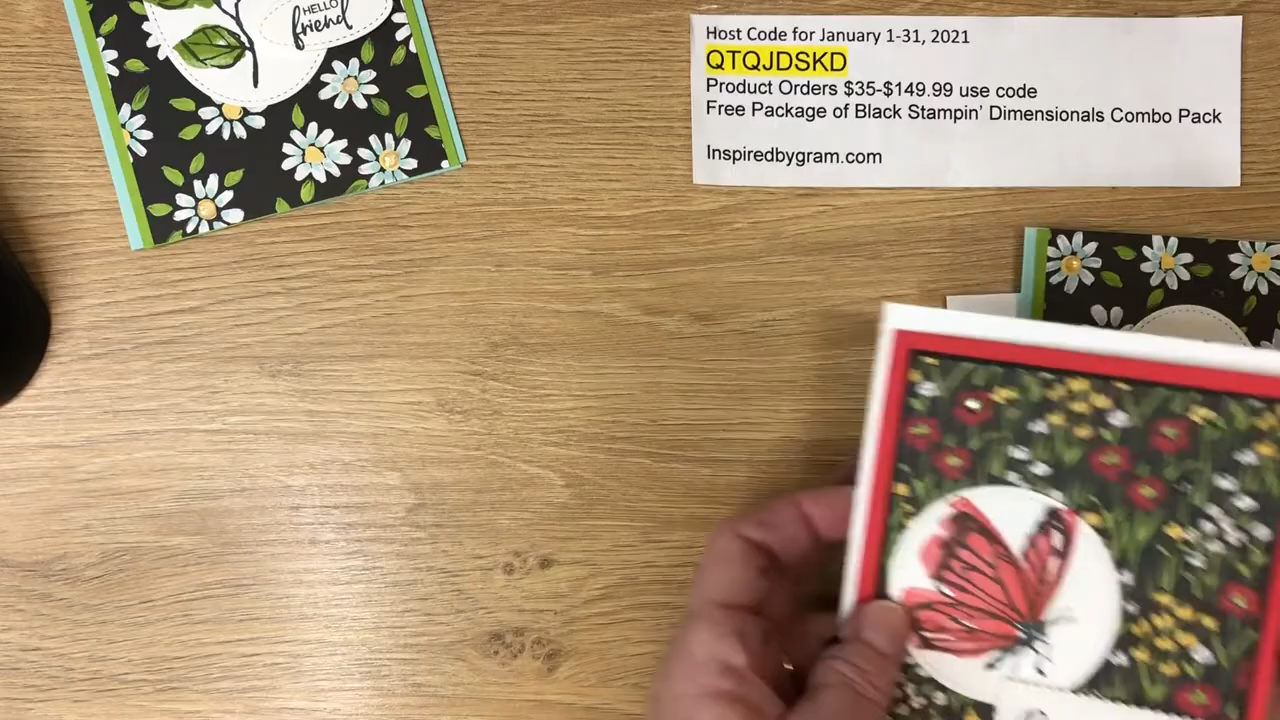 HELLO
friend
Host Code for January 1-31, 2021
QTQJDSKD
Product Orders $35-$149.99 use code
Free Package of Black Stampin' Dimensionals Combo Pack
Inspiredbygram.com